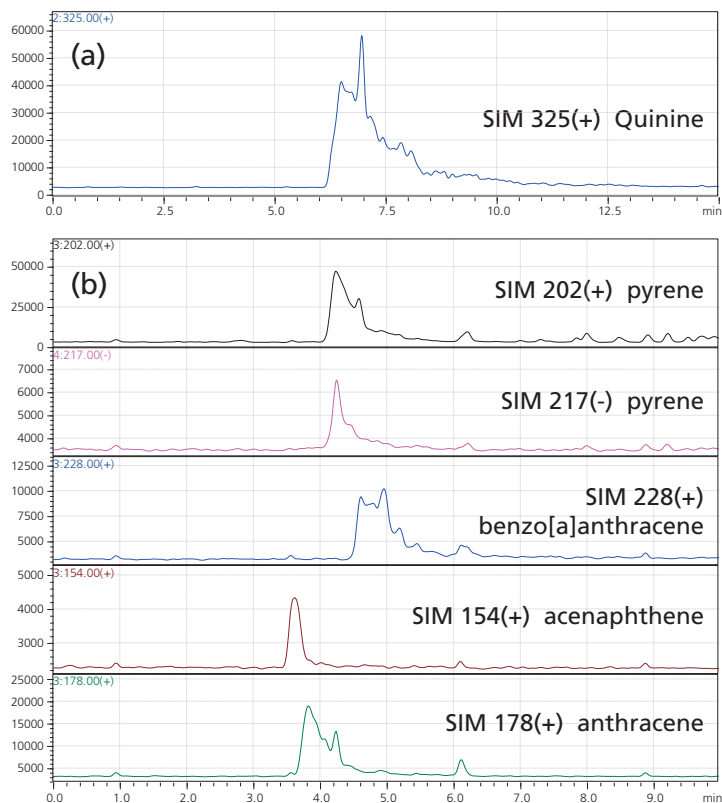 2:325.00(+)
60000
(a)
50000
40000
SIM 325(+) Quinine
30000
20000
10000
0
0.0 2.5 5.0 7.5 10.0 12.5 min
3:202.00(+)
(b)
50000
SIM 202(+) pyrene
25000
0
4:217.00(-)
7000
6000
SIM 217(-) pyrene
5000
4000
3:228.00(+)
12500
SIM 228(+)
10000
benzo[a]anthracene
7500
5000
3:154.00(+)
5000
4000
SIM 154(+) acenaphthene
3000
3:178.00(+)
25000
20000
SIM 178(+) anthracene
15000
10000
5000
0.0 1.0 2.0 3.0 4.0 5.0 6.0 7.0 8.0 9.0 min